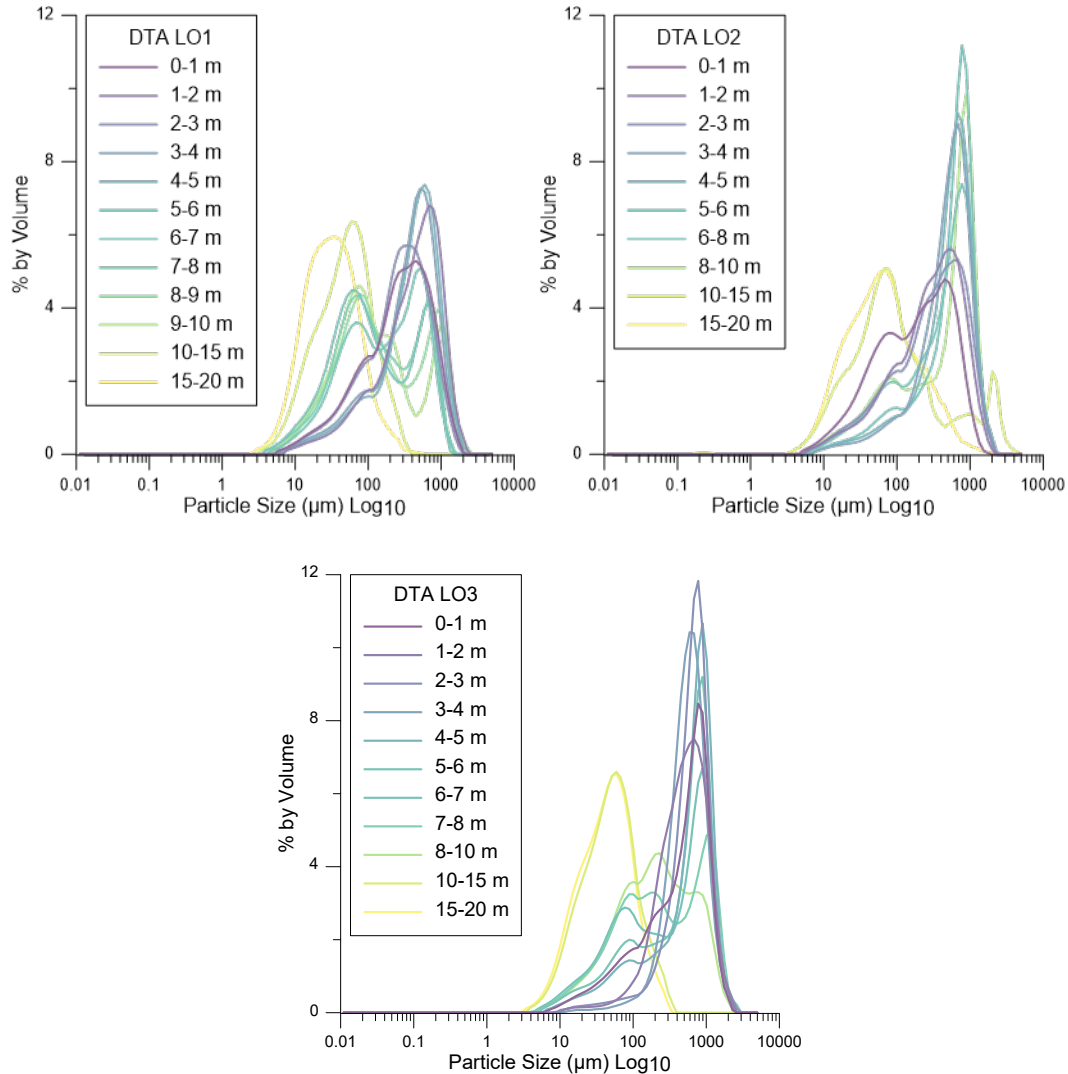 12
8
4
0
% by Volume
DTA LO1
0-1 m
1-2 m
2-3 m
3-4 m
4-5 m
5-6 m
6-7 m
7-8 m
8-9 m
9-10 m
10-15 m
15-20 m
0.01 0.1 1 10 100 1000 10000
Particle Size (µm) Log10
12
8
4
0
% by Volume
DTA LO2
0-1 m
1-2 m
2-3 m
3-4 m
4-5 m
5-6 m
6-8 m
8-10 m
10-15 m
15-20 m
0.01 0.1 1 10 100 1000 10000
Particle Size (µm) Log10
12
8
4
0
% by Volume
DTA LO3
0-1 m
1-2 m
2-3 m
3-4 m
4-5 m
5-6 m
6-7 m
7-8 m
8-10 m
10-15 m
15-20 m
0.01 0.1 1 10 100 1000 10000
Particle Size (µm) Log10